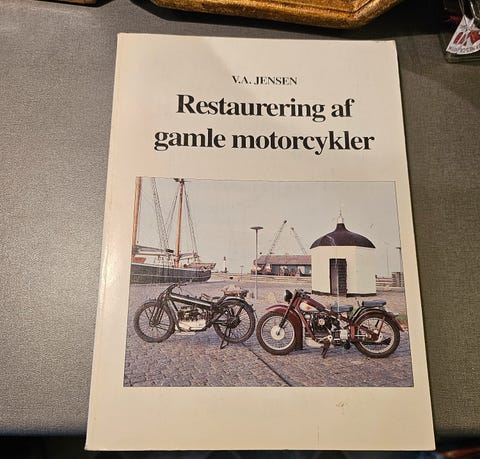 V.A. JENSEN
Restaurering af
gamle motorcykler